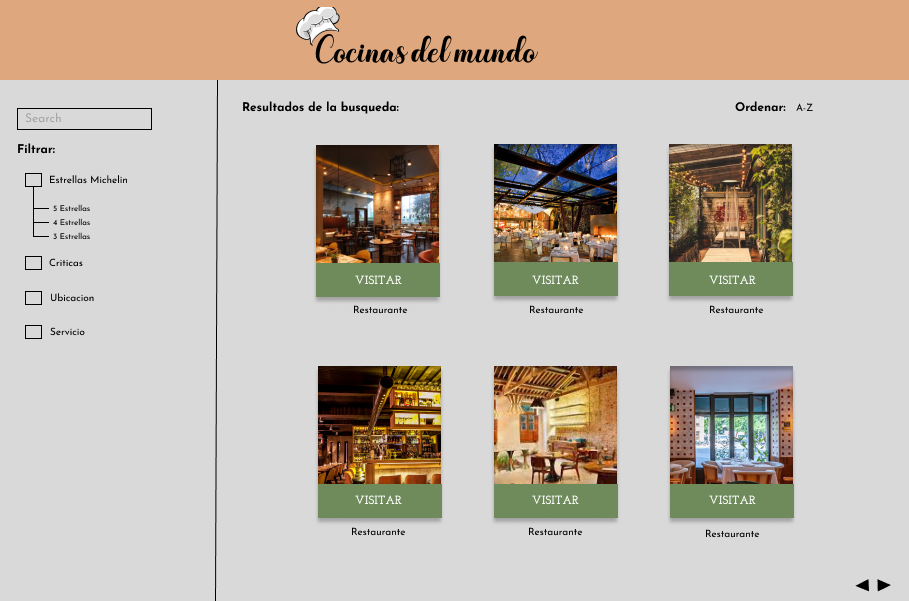 Cocinas del mundo
Search
Filtrar:
Estrellas Michelin
5 Estrellas
4 Estrellas
3 Estrellas
Criticas
Ubicacion
Servicio
Resultados de la busqueda:
Ordenar: A-Z
VISITAR VISITAR VISITAR
Restaurante Restaurante Restaurante
VISITAR VISITAR VISITAR
Restaurante Restaurante Restaurante